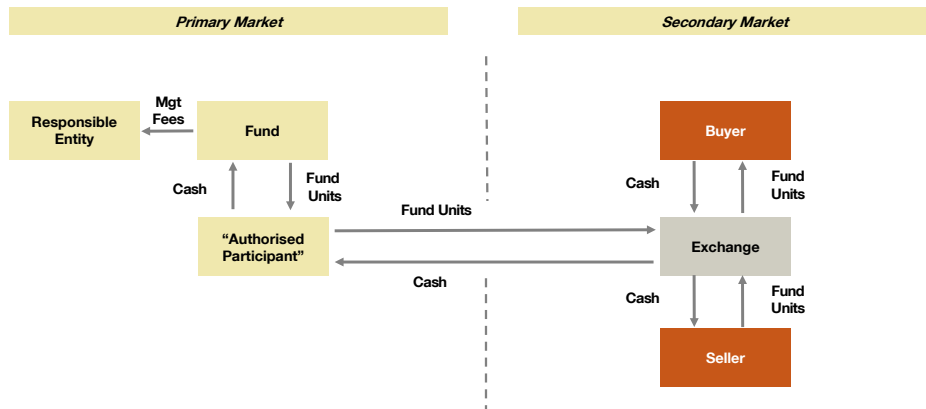 Primary Market
Secondary Market
Mgt
Fees
Responsible
Entity
Fund
Buyer
Cash
Fund
Units
Cash
Fund
Units
Fund Units
“Authorised
Participant”
Exchange
Cash
Cash
Fund
Units
Seller